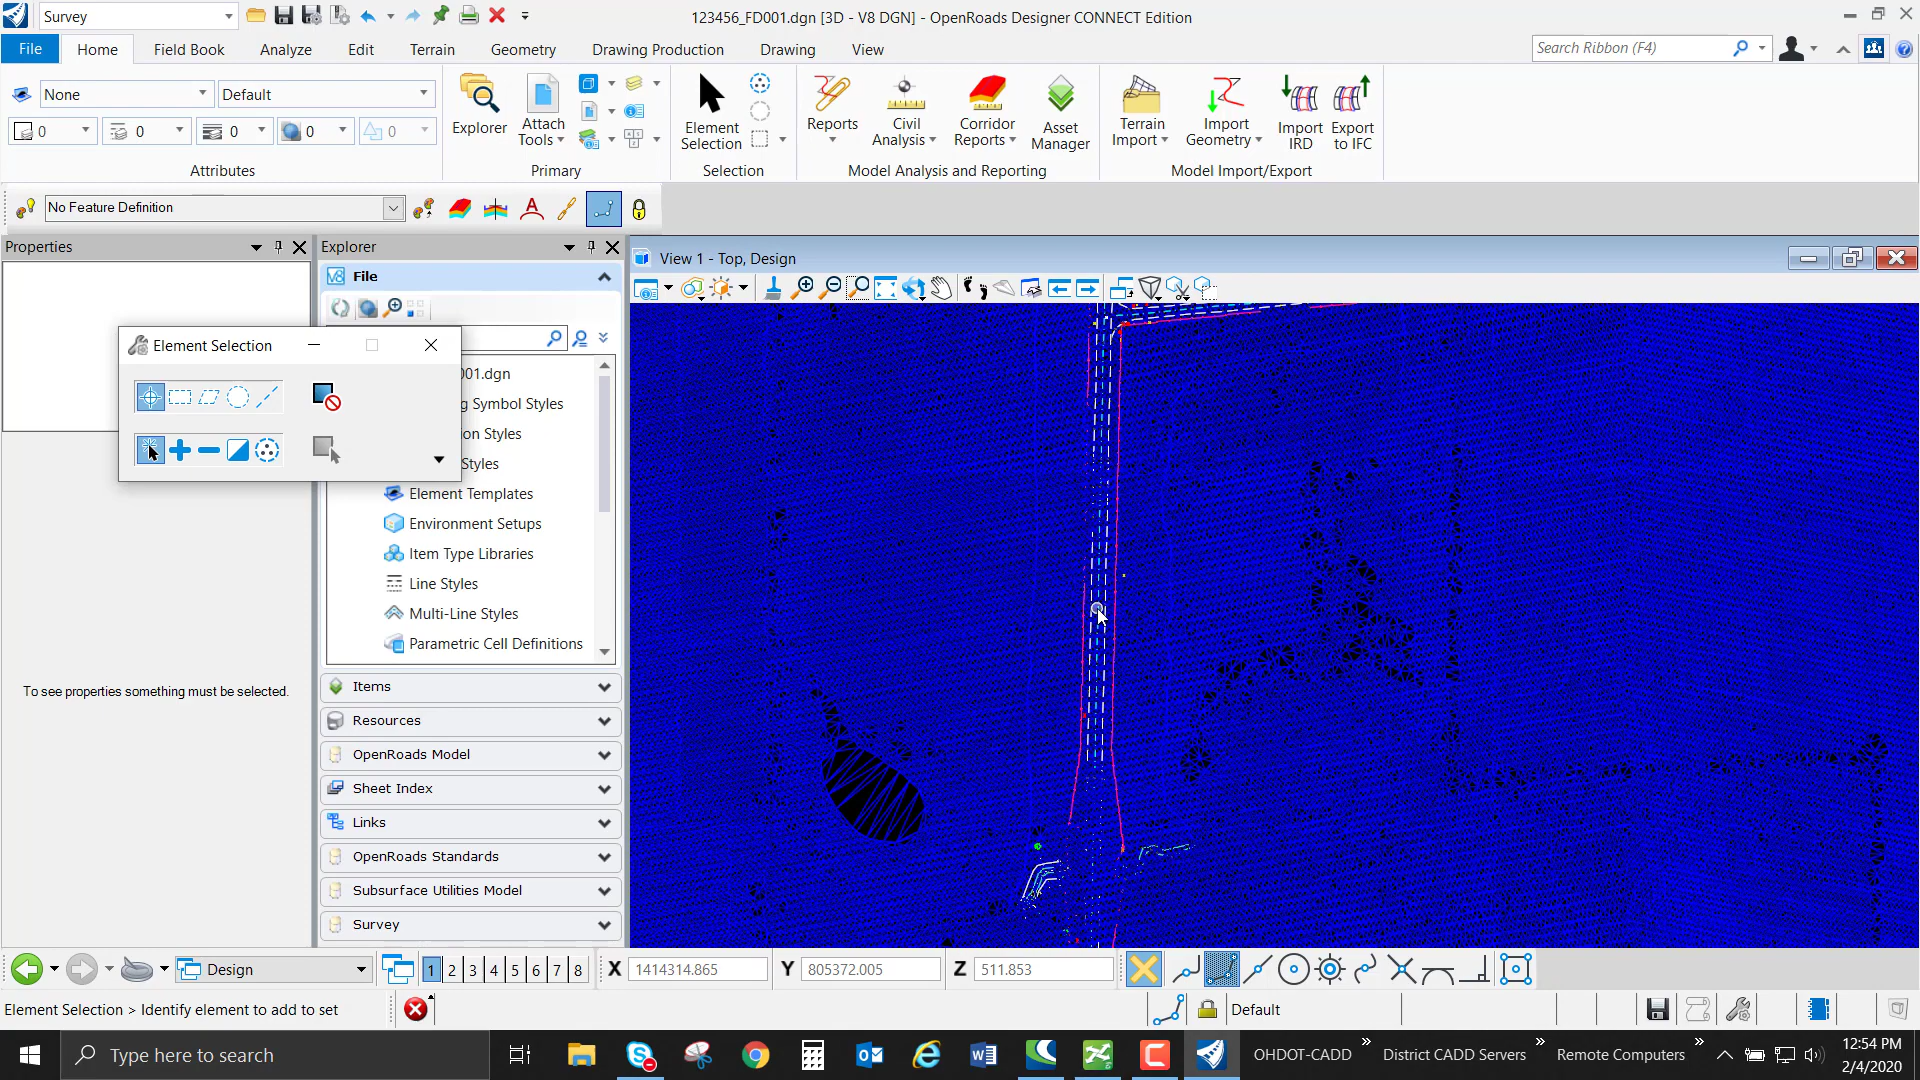 Survey
123456_FD001.dgn [3D - V8 DGN] - OpenRoads Designer CONNECT Edition
File Home Field Book Analyze Edit Terrain Geometry Drawing Production Drawing View
Search Ribbon (F4)
None Default
0 0 0 0 0
Attributes
Explorer
Attach Tools
Primary
Element Selection
Selection
Reports
Civil Analysis
Corridor Reports
Asset Manager
Model Analysis and Reporting
Terrain Import
Import Geometry
Import IRD
Export to IFC
Model Import/Export
No Feature Definition
Properties
To see properties something must be selected.
Element Selection
Explorer
File
001.dgn
g Symbol Styles
on Styles
Styles
Element Templates
Environment Setups
Item Type Libraries
Line Styles
Multi-Line Styles
Parametric Cell Definitions
Items
Resources
OpenRoads Model
Sheet Index
Links
OpenRoads Standards
Subsurface Utilities Model
Survey
View 1 - Top, Design
Design
1 2 3 4 5 6 7 8
X 1414314.865 Y 805372.005 Z 511.853
Element Selection > Identify element to add to set
Default
Type here to search
OHDOT-CADD » District CADD Servers » Remote Computers »
12:54 PM
2/4/2020